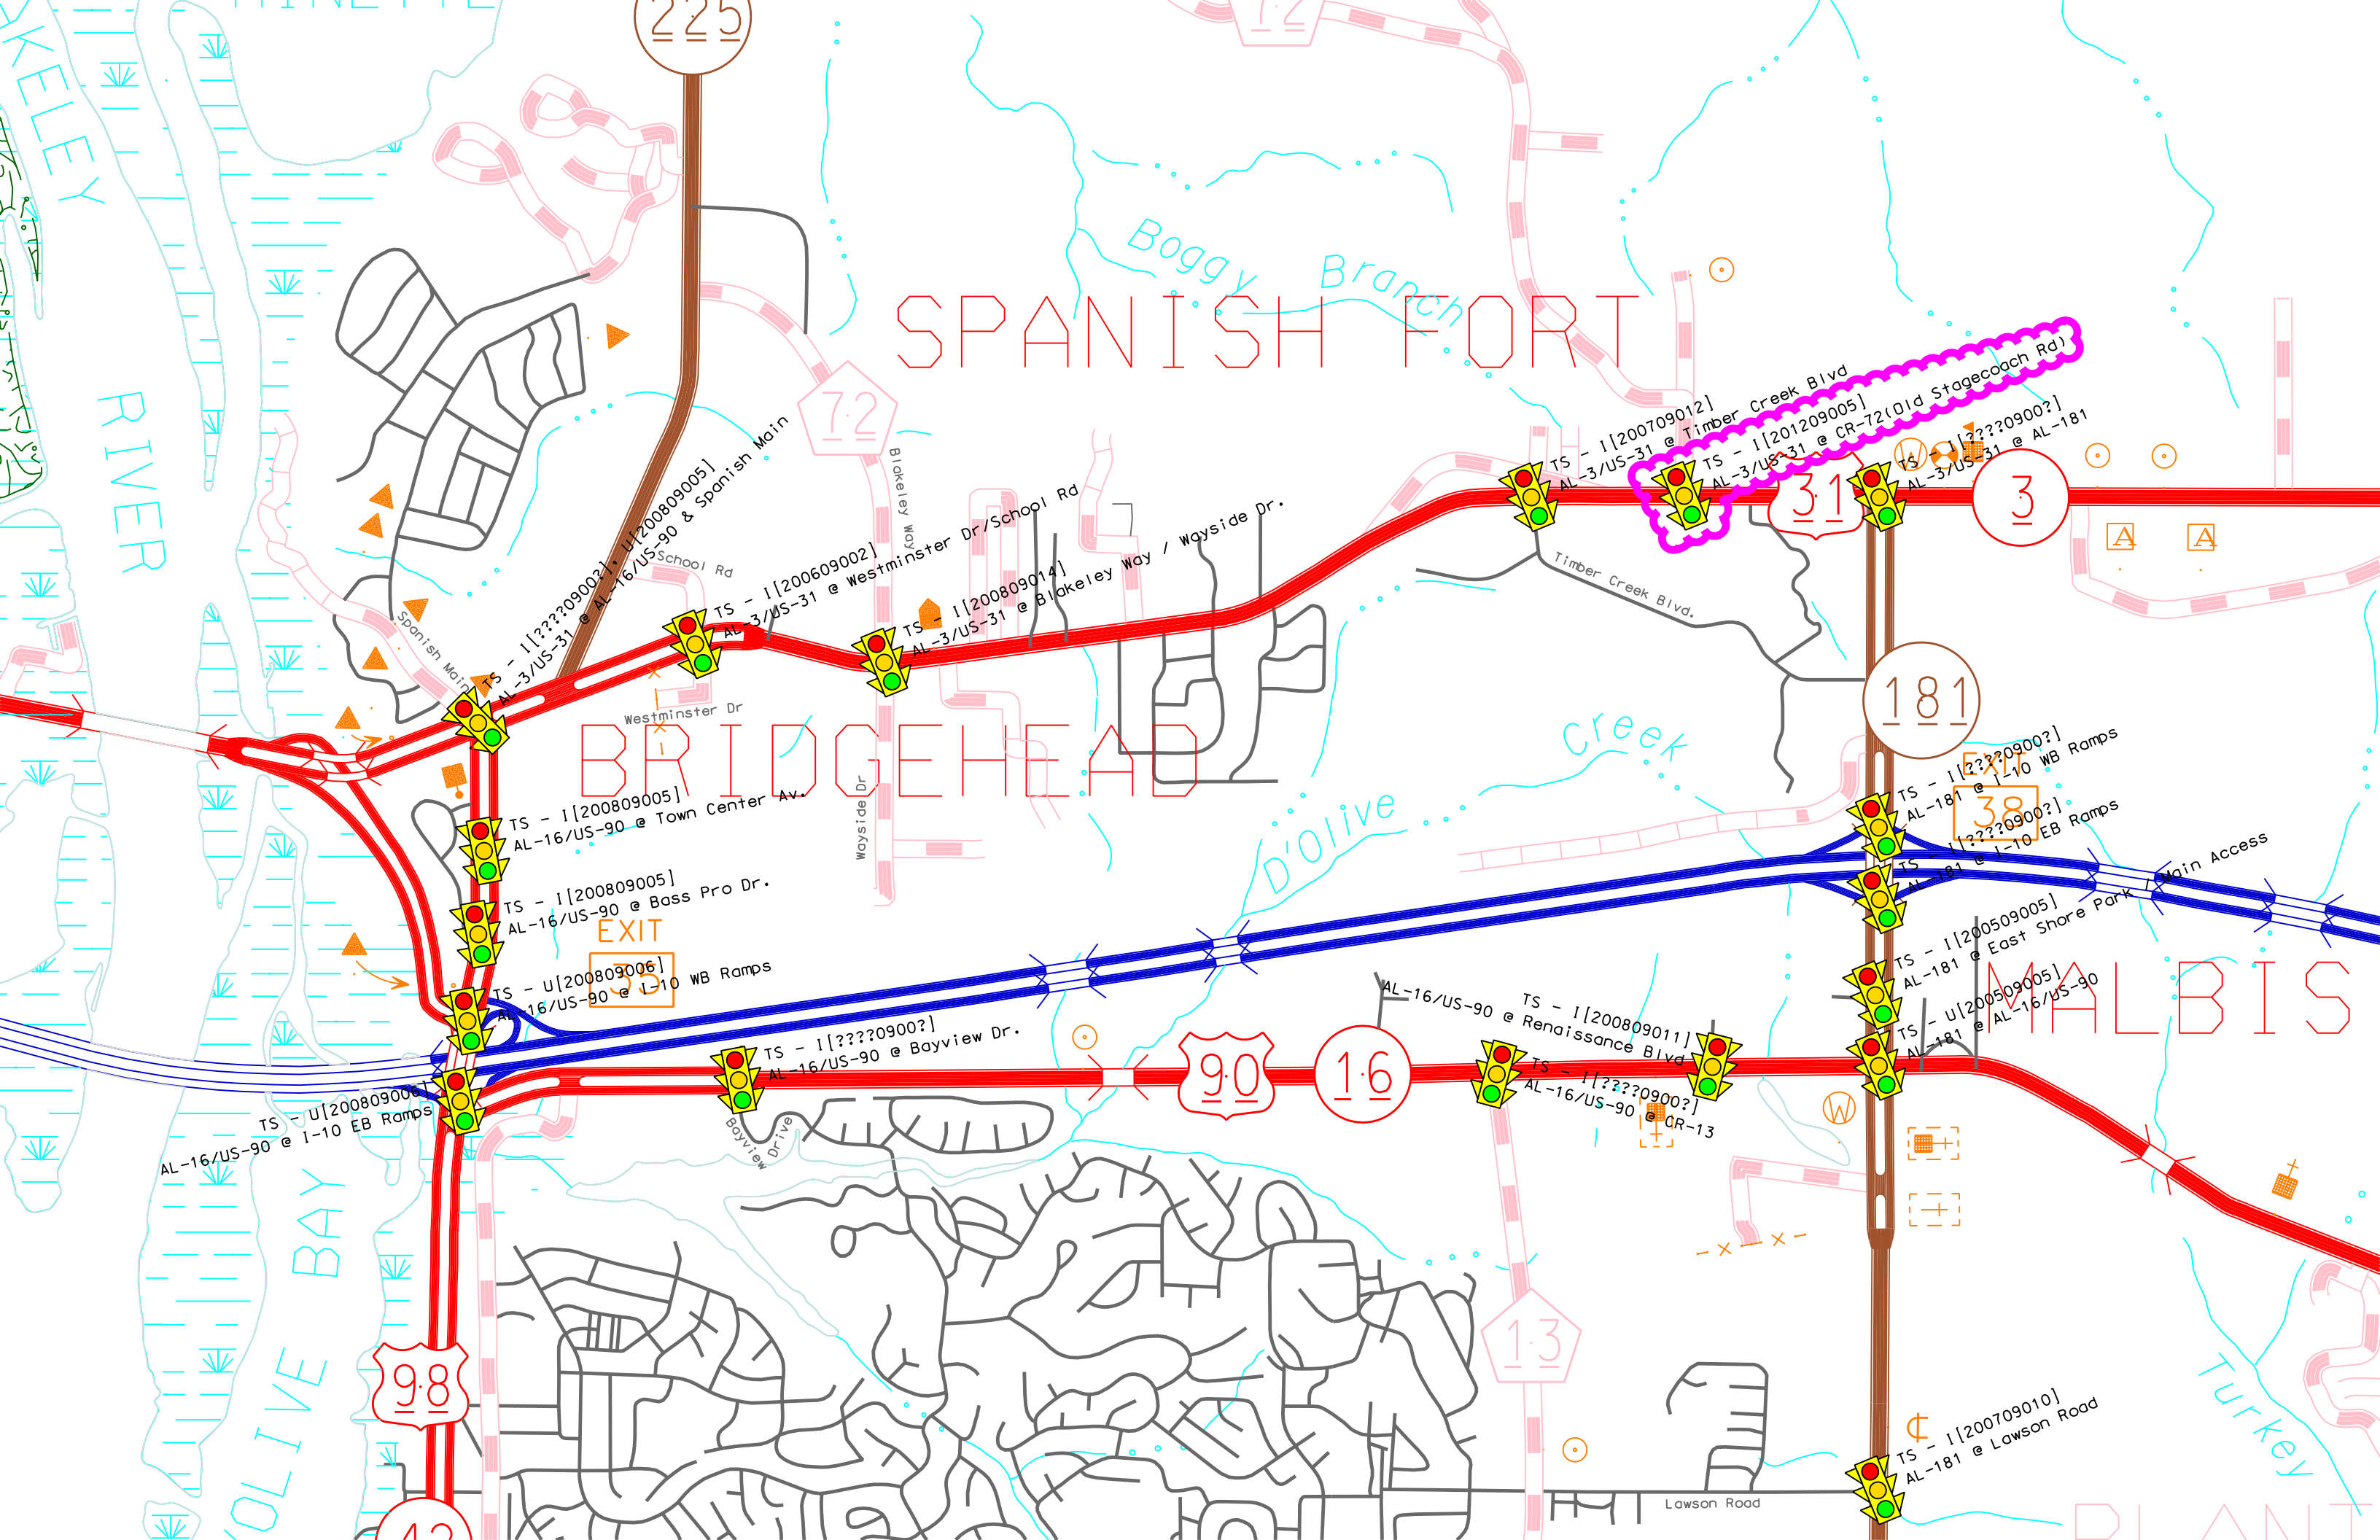 MINETTE
225
12
KELEY
RIVER
Boggy Branch
SPANISH FORT
72
TS - I[200709012]
AL-3/US-31 @ Timber Creek Blvd
TS - I[201209005]
AL-3/US-31 @ CR-72(Old Stagecoach Rd)
TS - I[????0900?]
AL-3/US-31 @ AL-181
W
31
3
A
A
TS - I[????0900?], U[200809005]
AL-3/US-31 @ AL-16/US-90 & Spanish Main
School Rd
Blakeley Way
TS - I[200609002]
AL-3/US-31 @ Westminster Dr/School Rd
TS - I[200809014]
AL-3/US-31 @ Blakeley Way / Wayside Dr.
Timber Creek Blvd.
Spanish Main
Westminster Dr
BRIDGEHEAD
Wayside Dr
181
D'Olive Creek
TS - I[????0900?]
AL-181 @ I-10 WB Ramps
EXIT
38
TS - I[????0900?]
AL-181 @ I-10 EB Ramps
TS - I[200809005]
AL-16/US-90 @ Town Center Av.
TS - I[200809005]
AL-16/US-90 @ Bass Pro Dr.
EXIT
35
TS - U[200809006]
AL-16/US-90 @ I-10 WB Ramps
TS - I[200509005]
AL-181 @ East Shore Park / Main Access
MALBIS
TS - U[200509005]
AL-181 @ AL-16/US-90
TS - I[????0900?]
AL-16/US-90 @ Bayview Dr.
90
16
TS - I[200809011]
AL-16/US-90 @ Renaissance Blvd
TS - I[????0900?]
AL-16/US-90 @ CR-13
W
TS - U[200809006]
AL-16/US-90 @ I-10 EB Ramps
Bayview Drive
OLIVE BAY
98
13
Turkey
TS - I[200709010]
AL-181 @ Lawson Road
Lawson Road
42
PLANT